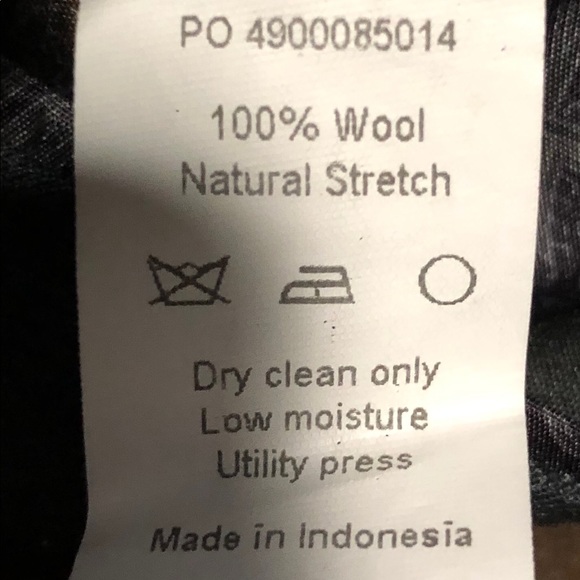 PO 4900085014
100% Wool
Natural Stretch
Dry clean only
Low moisture
Utility press
Made in Indonesia